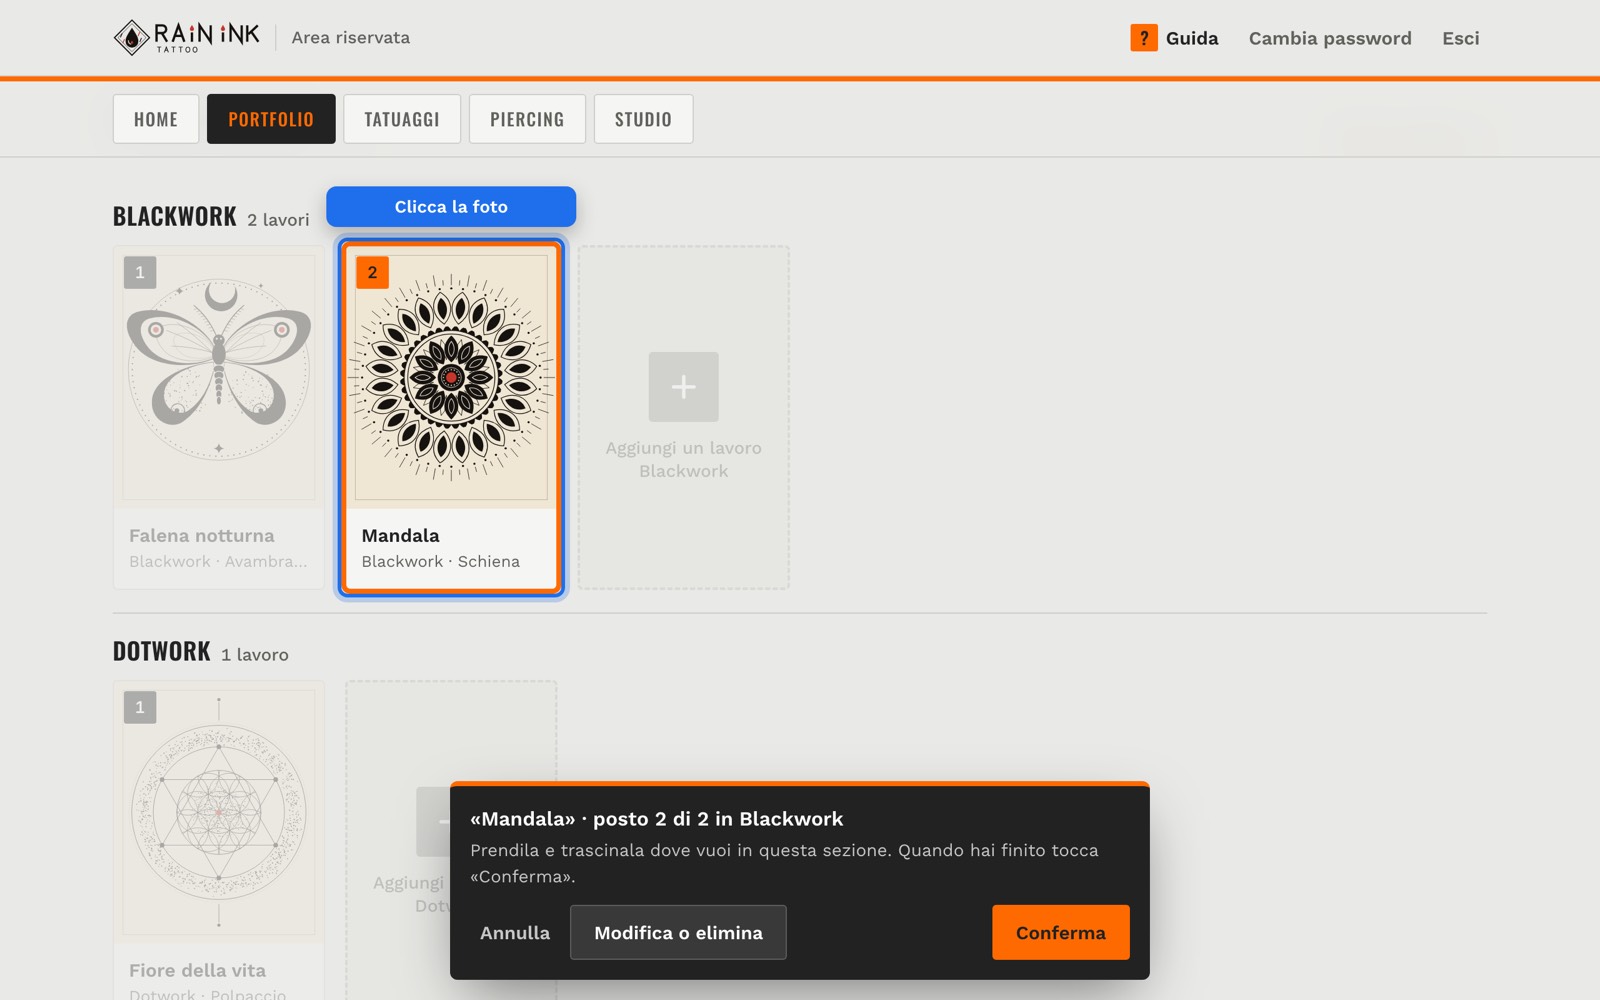 RAIN INK
TATTOO
Area riservata
? Guida
Cambia password
Esci
HOME
PORTFOLIO
TATUAGGI
PIERCING
STUDIO
BLACKWORK 2 lavori
Clicca la foto
1
2
Aggiungi un lavoro
Blackwork
Falena notturna
Blackwork · Avambra...
Mandala
Blackwork · Schiena
DOTWORK 1 lavoro
1
Aggiungi
Fiore della vita
Dotwork · Polpaccio
«Mandala» · posto 2 di 2 in Blackwork
Prendila e trascinala dove vuoi in questa sezione. Quando hai finito tocca
«Conferma».
Annulla
Modifica o elimina
Conferma